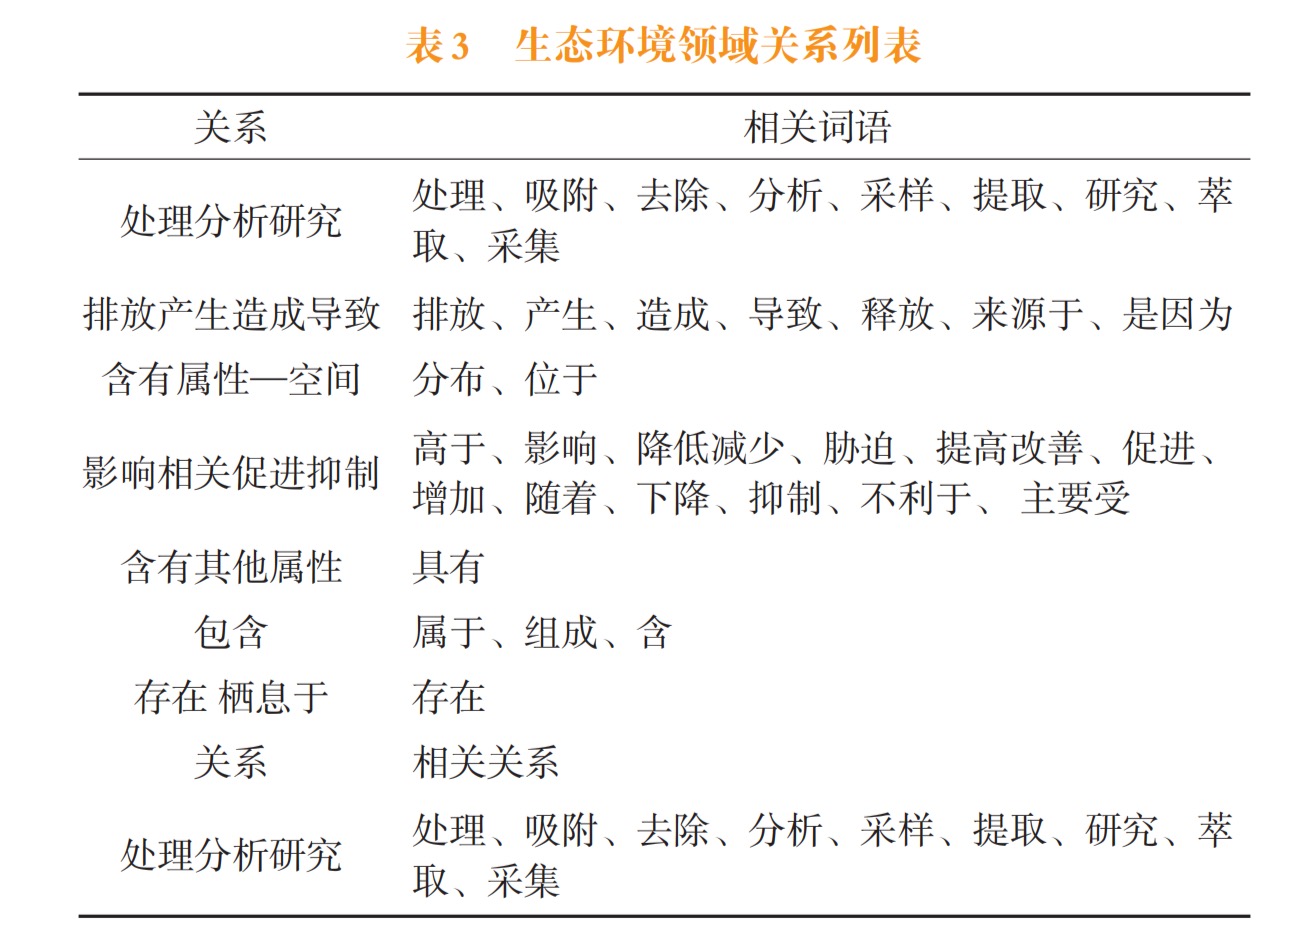 表3 生态环境领域关系列表
关系 相关词语
处理分析研究 处理、吸附、去除、分析、采样、提取、研究、萃
取、采集
排放产生造成导致 排放、产生、造成、导致、释放、来源于、是因为
含有属性—空间 分布、位于
影响相关促进抑制 高于、影响、降低减少、胁迫、提高改善、促进、
增加、随着、下降、抑制、不利于、 主要受
含有其他属性 具有
包含 属于、组成、含
存在 栖息于 存在
关系 相关关系
处理分析研究 处理、吸附、去除、分析、采样、提取、研究、萃
取、采集